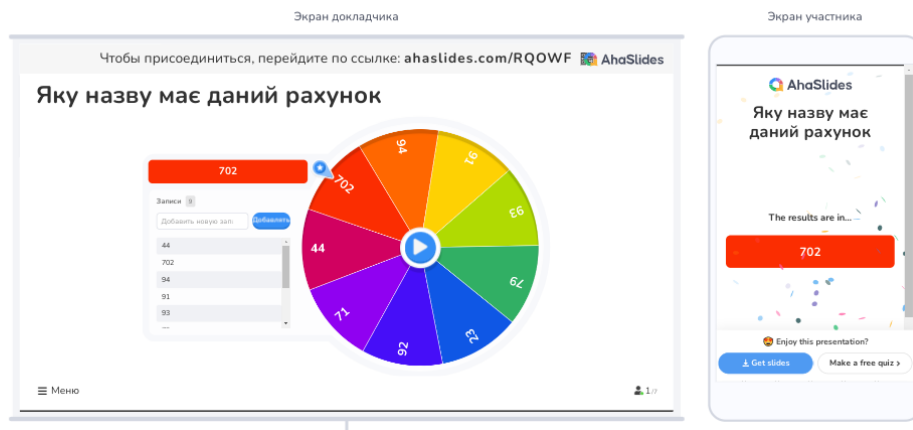 Экран докладчика
Чтобы присоединиться, перейдите по ссылке: ahaslides.com/RQOWF AhaSlides
Яку назву має даний рахунок
702
Записи
Добавить новую зап:
Добавлять
44
702
94
91
93
702
94
91
93
79
23
92
71
44
Меню
1
Экран участника
AhaSlides
Яку назву має
даний рахунок
The results are in...
702
Enjoy this presentation?
Get slides
Make a free quiz >